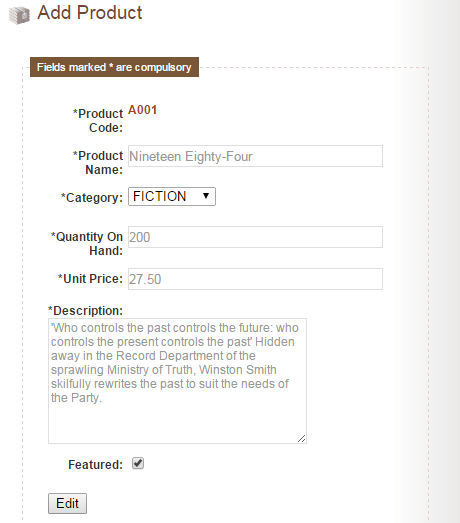 Add Product
Fields marked * are compulsory
*Product
Code:
A001
*Product
Name:
Nineteen Eighty-Four
*Category:
FICTION
*Quantity On
Hand:
200
*Unit Price:
27.50
*Description:
'Who controls the past controls the future: who
controls the present controls the past' Hidden
away in the Record Department of the
sprawling Ministry of Truth, Winston Smith
skilfully rewrites the past to suit the needs of
the Party.
Featured:
Edit